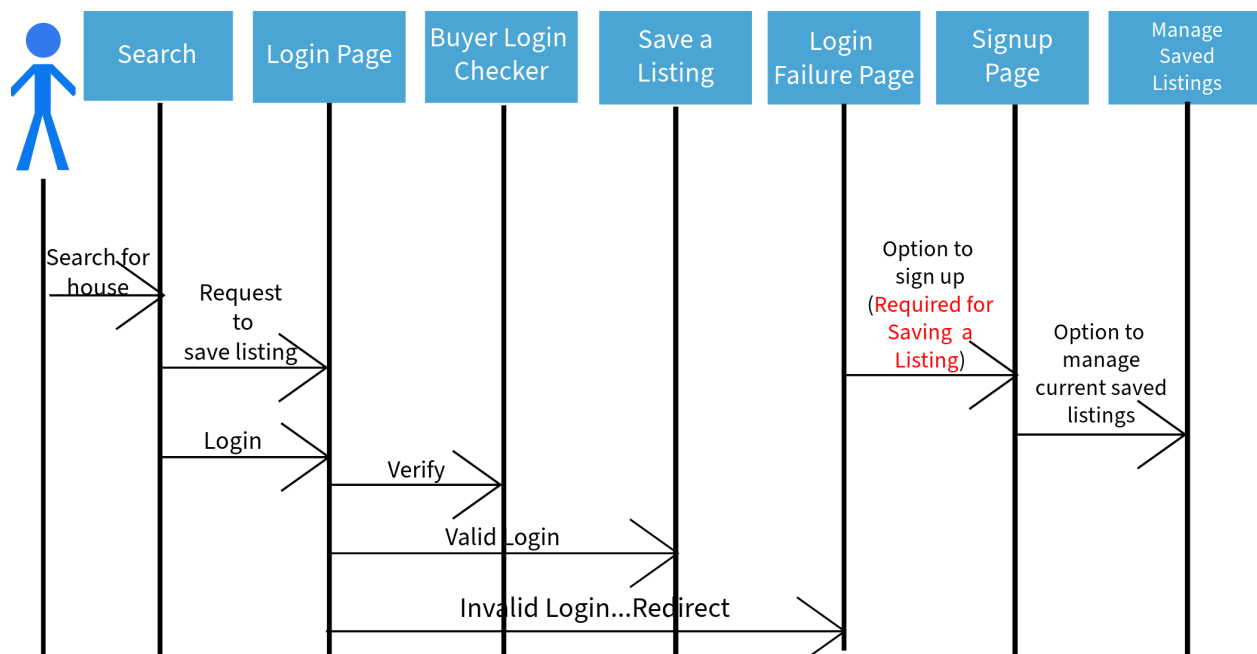 Search
Login Page
Buyer Login
Checker
Save a
Listing
Login
Failure Page
Signup
Page
Manage
Saved
Listings
Search for
house
Request
to
save listing
Login
Verify
Valid Login
Invalid Login...Redirect
Option to
sign up
(Required for
Saving a
Listing)
Option to
manage
current saved
listings